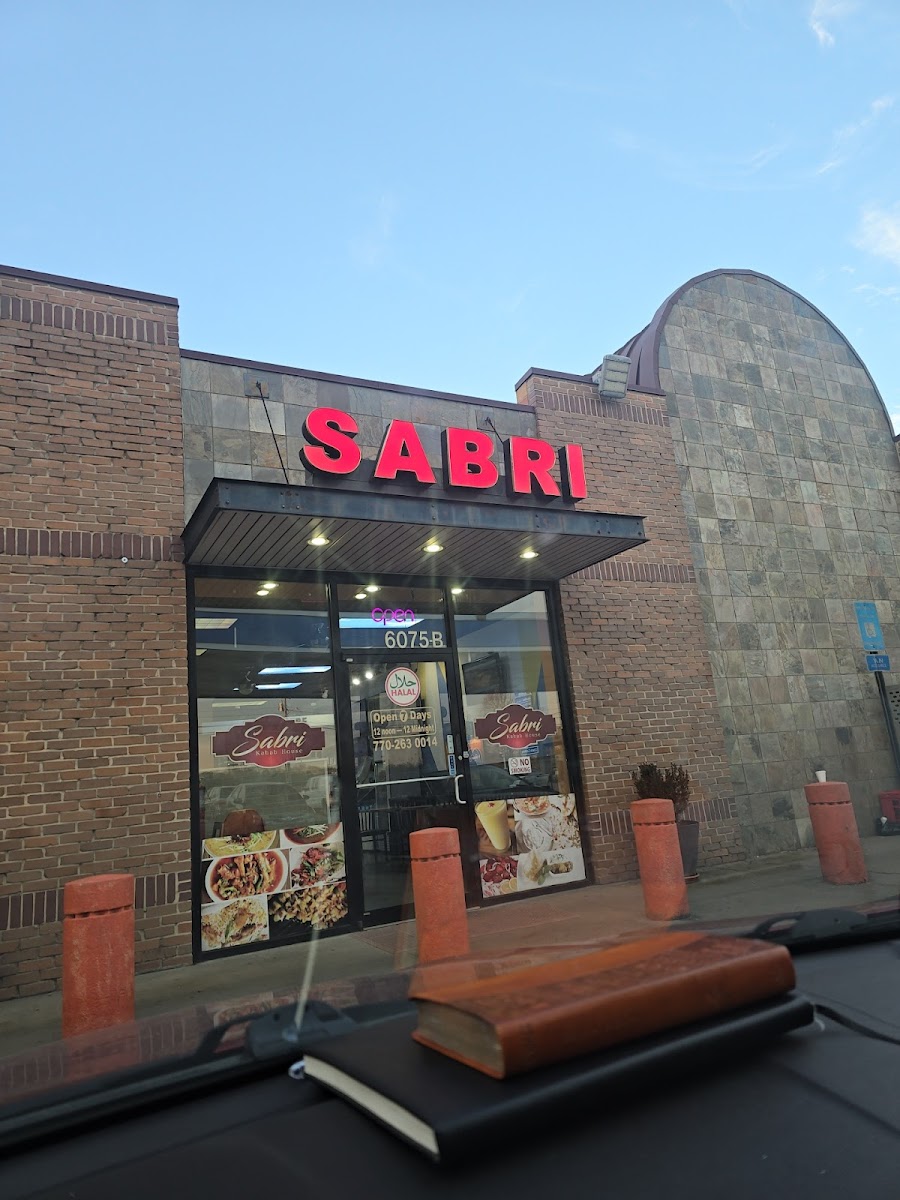 SABRI
open
6075-B
حلال
HALAL
Open 7 Days
12 noon — 12 Midnight
770-263 0014
Sabri
Kabab House
Sabri
Kabab House
NO
SMOKING